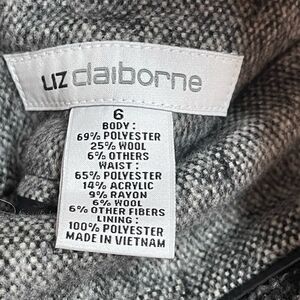 LIZ claiborne
6
BODY:
69% POLYESTER
25% WOOL
6% OTHERS
WAIST:
65% POLYESTER
14% ACRYLIC
9% RAYON
6% WOOL
6% OTHER FIBERS
LINING:
100% POLYESTER
MADE IN VIETNAM